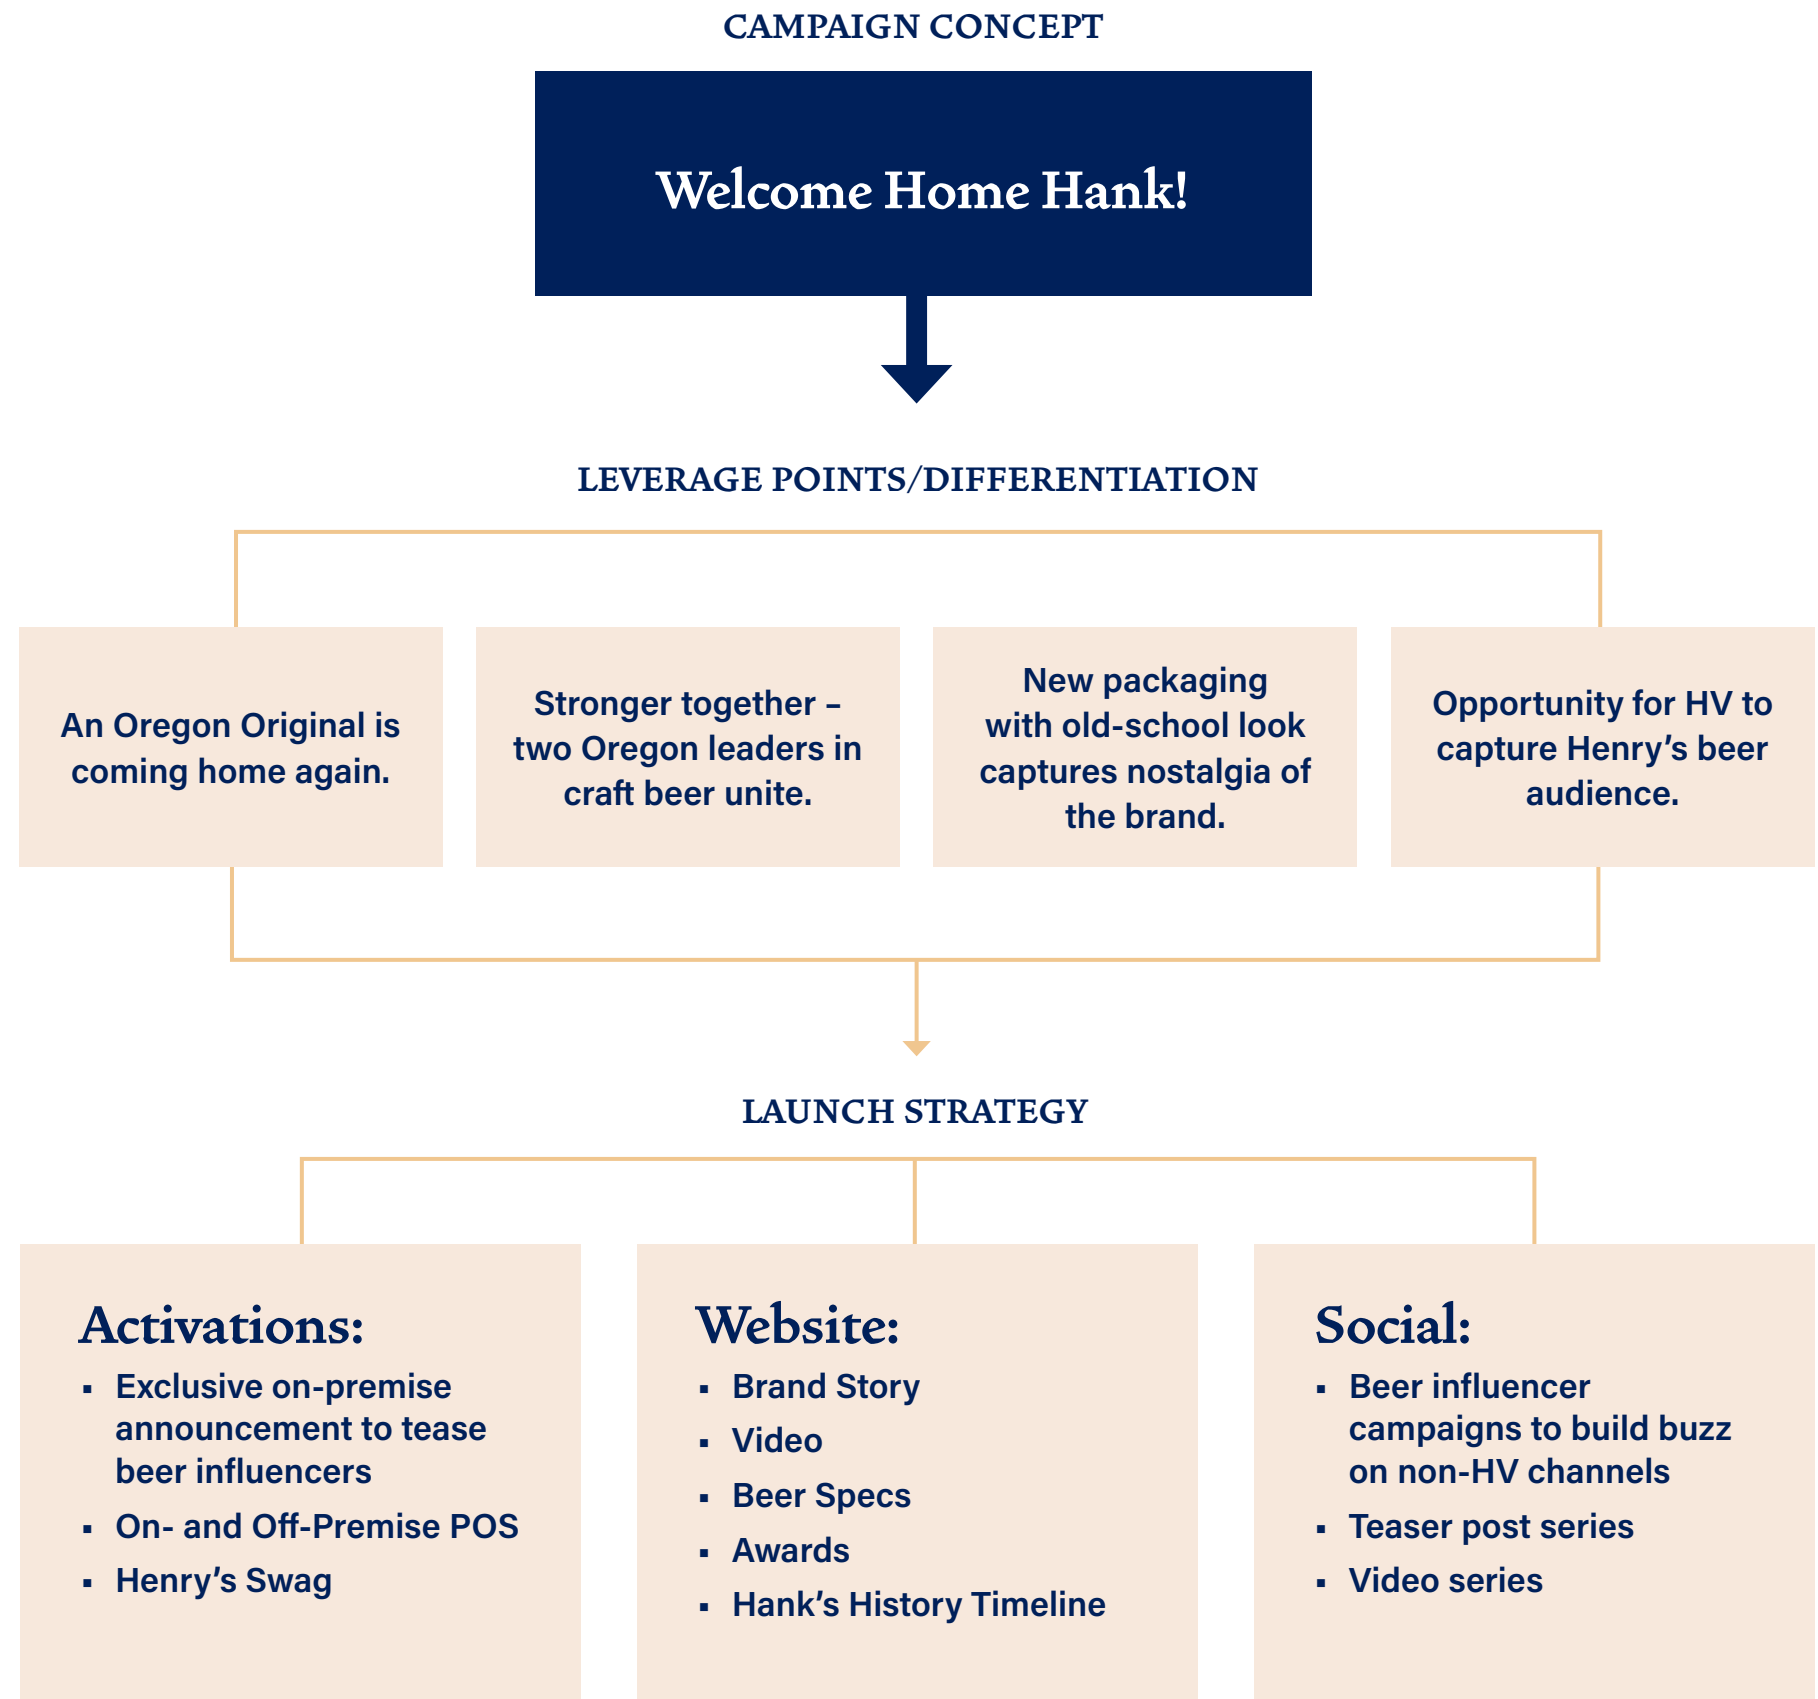 CAMPAIGN CONCEPT
Welcome Home Hank!
LEVERAGE POINTS/DIFFERENTIATION
An Oregon Original is
coming home again.
Stronger together –
two Oregon leaders in
craft beer unite.
New packaging
with old-school look
captures nostalgia of
the brand.
Opportunity for HV to
capture Henry’s beer
audience.
LAUNCH STRATEGY
Activations:
▪ Exclusive on-premise
announcement to tease
beer influencers
▪ On- and Off-Premise POS
▪ Henry’s Swag
Website:
▪ Brand Story
▪ Video
▪ Beer Specs
▪ Awards
▪ Hank’s History Timeline
Social:
▪ Beer influencer
campaigns to build buzz
on non-HV channels
▪ Teaser post series
▪ Video series